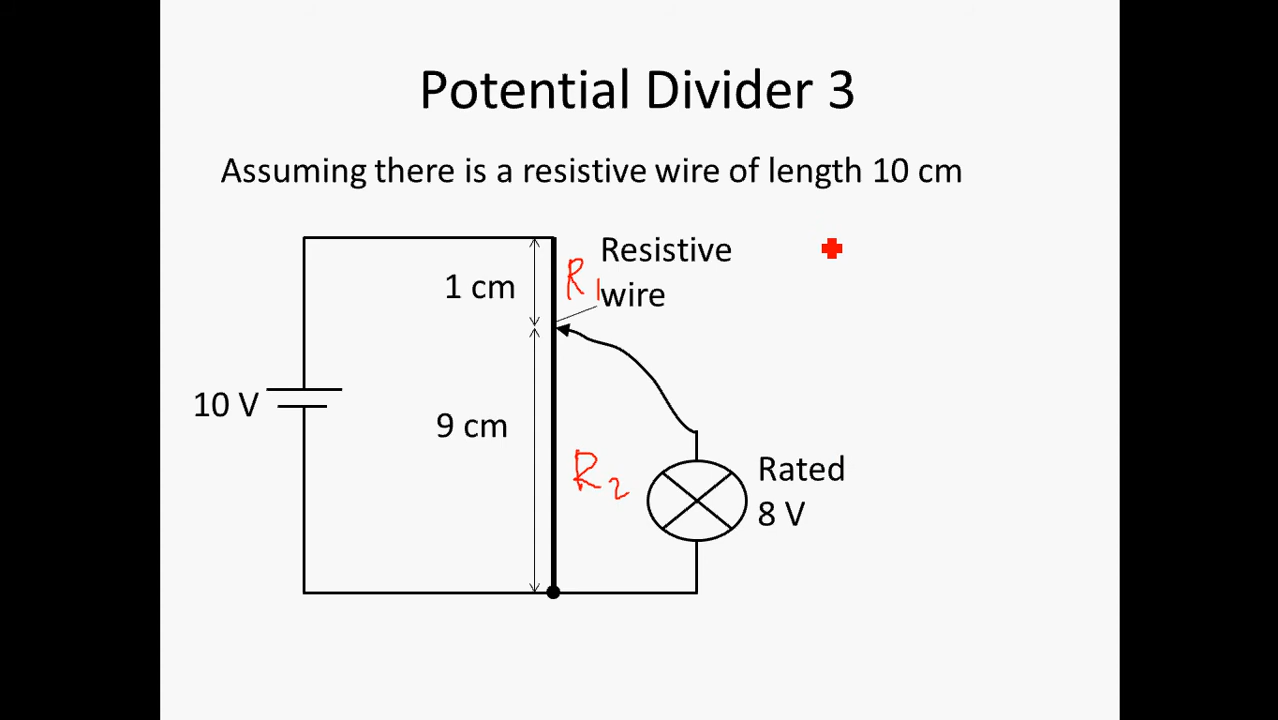 Potential Divider 3
Assuming there is a resistive wire of length 10 cm
Resistive
wire
1 cm
R1
10 V
9 cm
R2
Rated
8 V